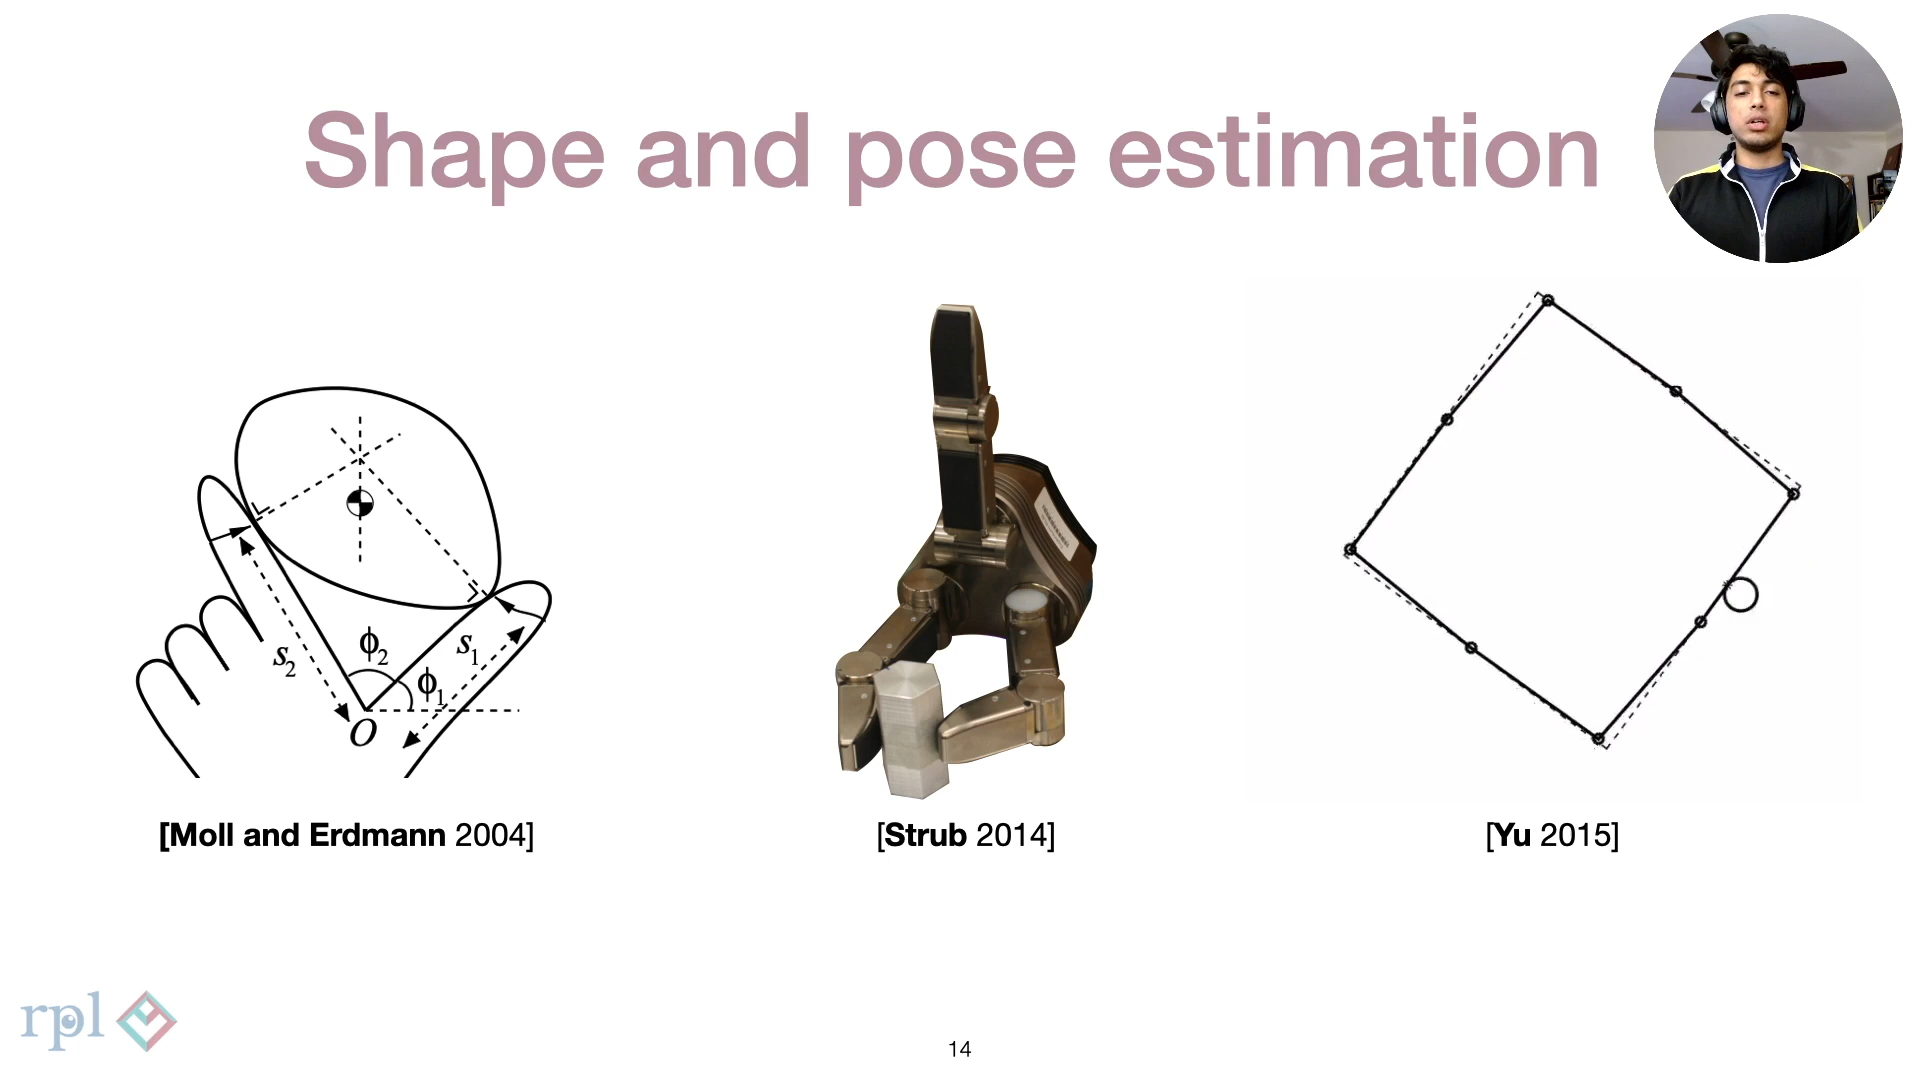 Shape and pose estimation
s2
ϕ2
s1
ϕ1
O
[Moll and Erdmann 2004]
[Strub 2014]
[Yu 2015]
rpl
14